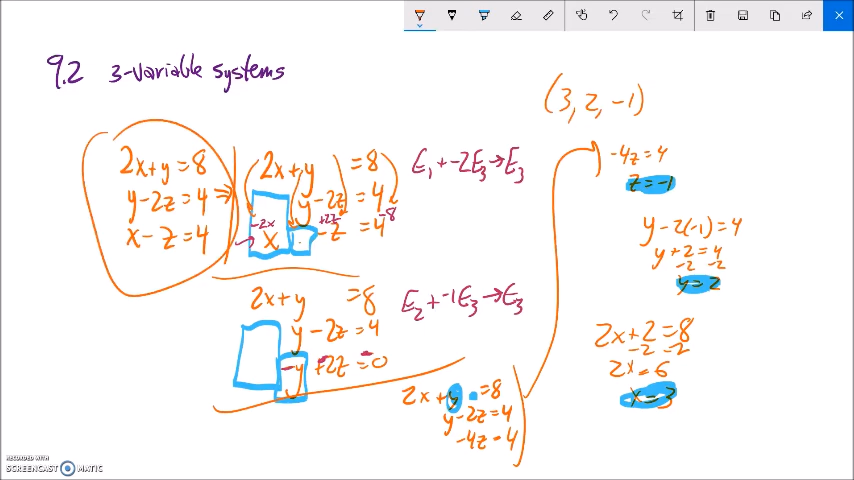 9.2 3-variable systems
(3, 2, -1)
2x+y=8
y-2z=4
x-z=4
2x+y =8
y-2z=4
-2x +2z -8
x -z =4
E₁+-2E₃→E₃
2x+y =8
y-2z=4
-y+2z=0
E₂+-1E₃→E₃
2x+y =8
y-2z=4
-4z=4
-4z=4
z=-1
y-2(-1)=4
y+2=4
-2 -2
y=2
2x+2=8
-2=-2
2x=6
x=3
RECORDED WITH
SCREENCAST MATIC